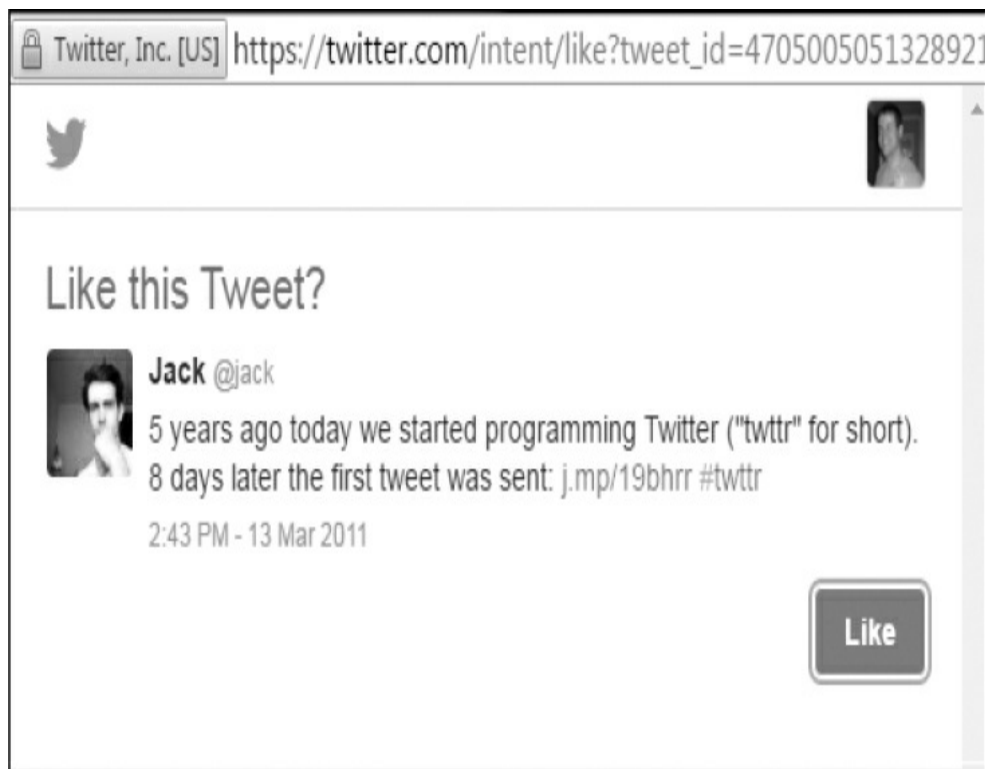 Twitter, Inc. [US] https://twitter.com/intent/like?tweet_id=4705005051328921
Like this Tweet?
Jack @jack
5 years ago today we started programming Twitter ("twttr" for short).
8 days later the first tweet was sent: j.mp/19bhrr #twttr
2:43 PM - 13 Mar 2011
Like